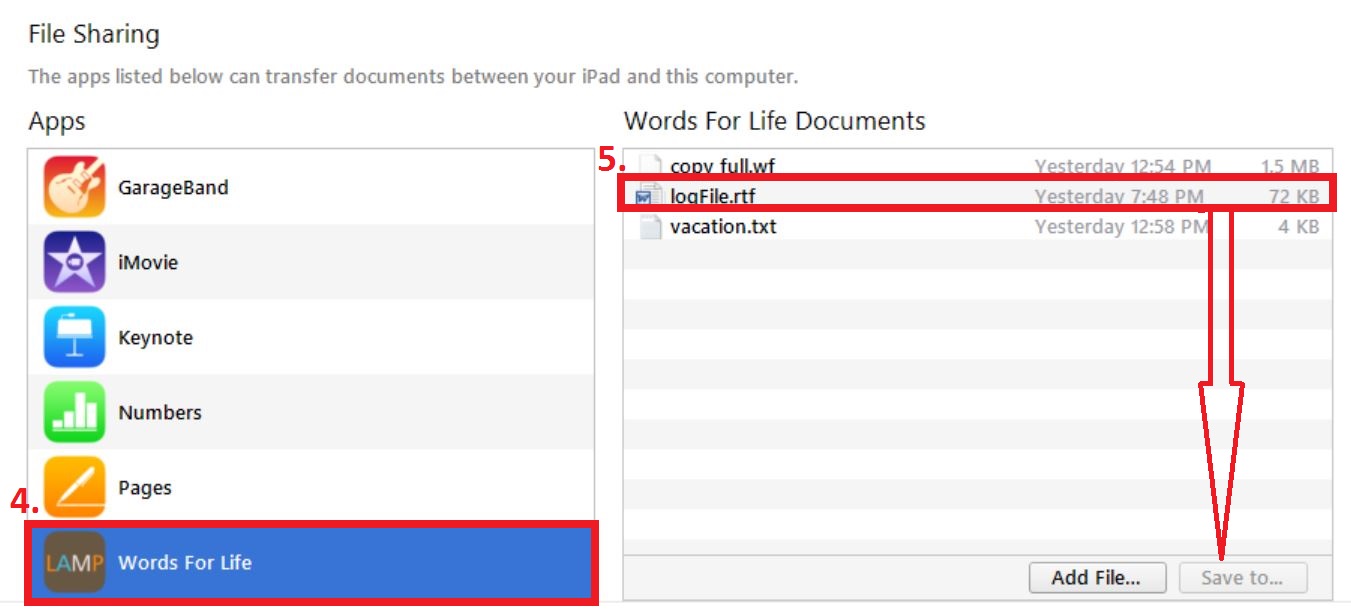 File Sharing
The apps listed below can transfer documents between your iPad and this computer.
Apps
GarageBand
iMovie
Keynote
Numbers
Pages
4.
LAMP Words For Life
Words For Life Documents
5.
copy full.wf Yesterday 12:54 PM 1.5 MB
logFile.rtf Yesterday 7:48 PM 72 KB
vacation.txt Yesterday 12:58 PM 4 KB
Add File... Save to...